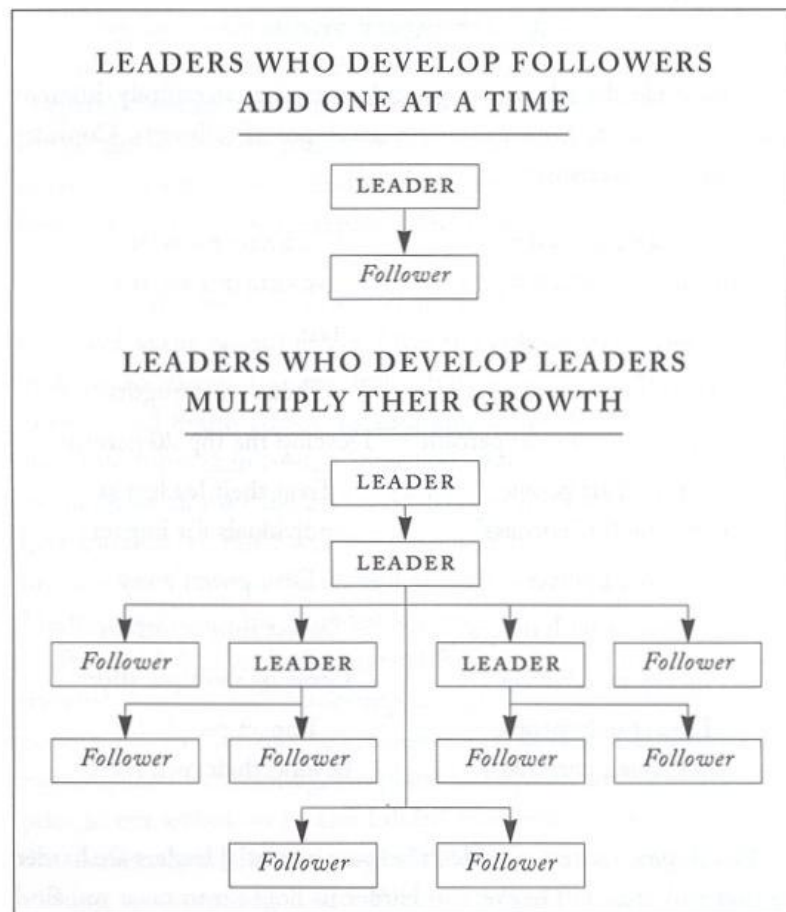 LEADERS WHO DEVELOP FOLLOWERS
ADD ONE AT A TIME
LEADER
Follower
LEADERS WHO DEVELOP LEADERS
MULTIPLY THEIR GROWTH
LEADER
LEADER
Follower LEADER LEADER Follower
Follower Follower Follower Follower
Follower Follower